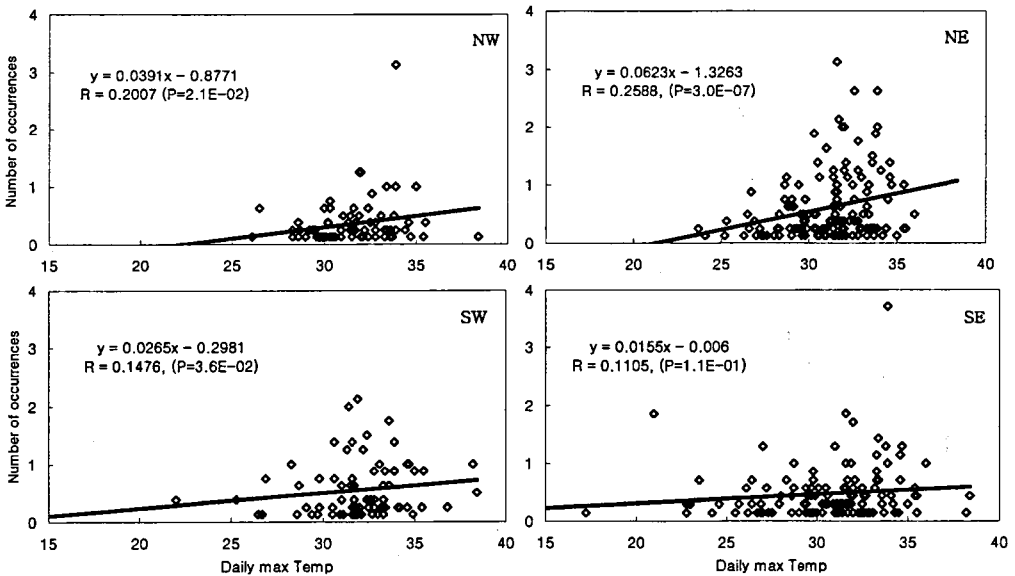 4
3
2
1
0
15
20
25
30
35
40
Number of occurrences
NW
y = 0.0391x − 0.8771
R = 0.2007 (P=2.1E−02)
4
3
2
1
0
15
20
25
30
35
40
NE
y = 0.0623x − 1.3263
R = 0.2588, (P=3.0E−07)
4
3
2
1
0
15
20
25
30
35
40
Number of occurrences
Daily max Temp
SW
y = 0.0265x − 0.2981
R = 0.1476, (P=3.6E−02)
4
3
2
1
0
15
20
25
30
35
40
Daily max Temp
SE
y = 0.0155x − 0.006
R = 0.1105, (P=1.1E−01)